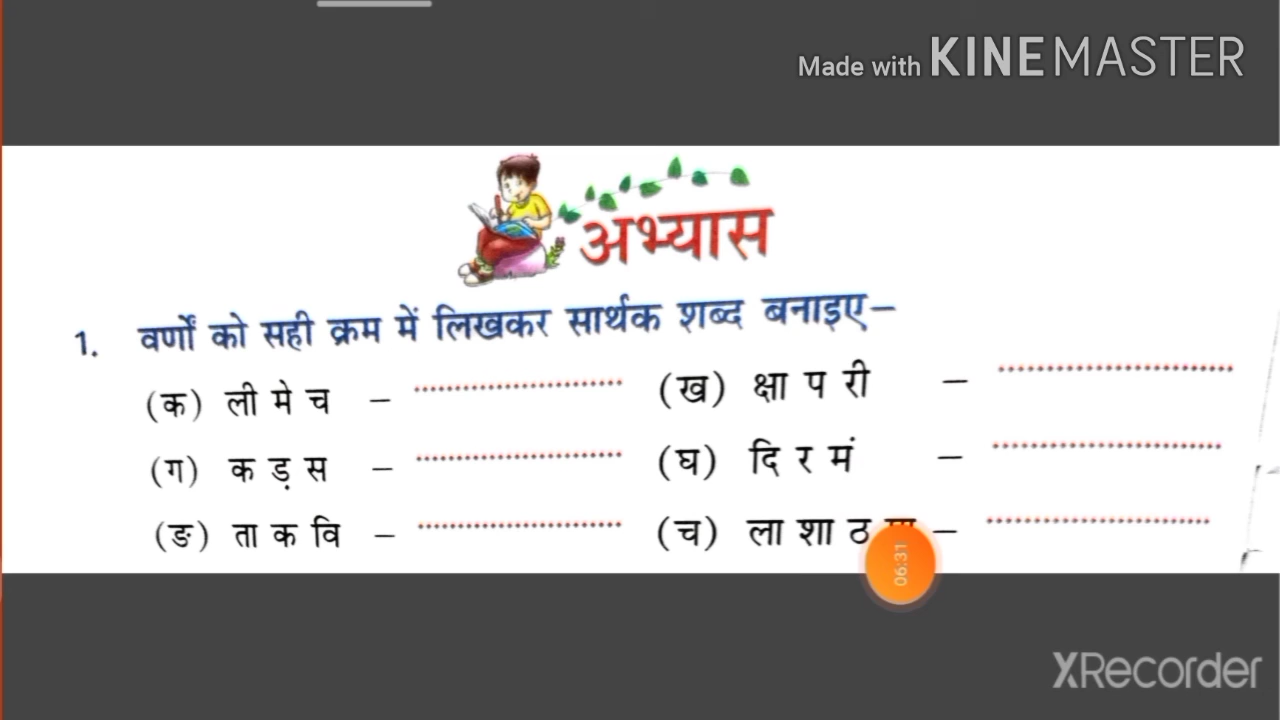 Made with KINEMASTER
अभ्यास
1. वर्णों को सही क्रम में लिखकर सार्थक शब्द बनाइए–
(क) ली मे च – (ख) क्षा प री –
(ग) क ड़ स – (घ) दि र मं –
(ङ) ता क वि – (च) ला शा ठ –
06:31
XRecorder